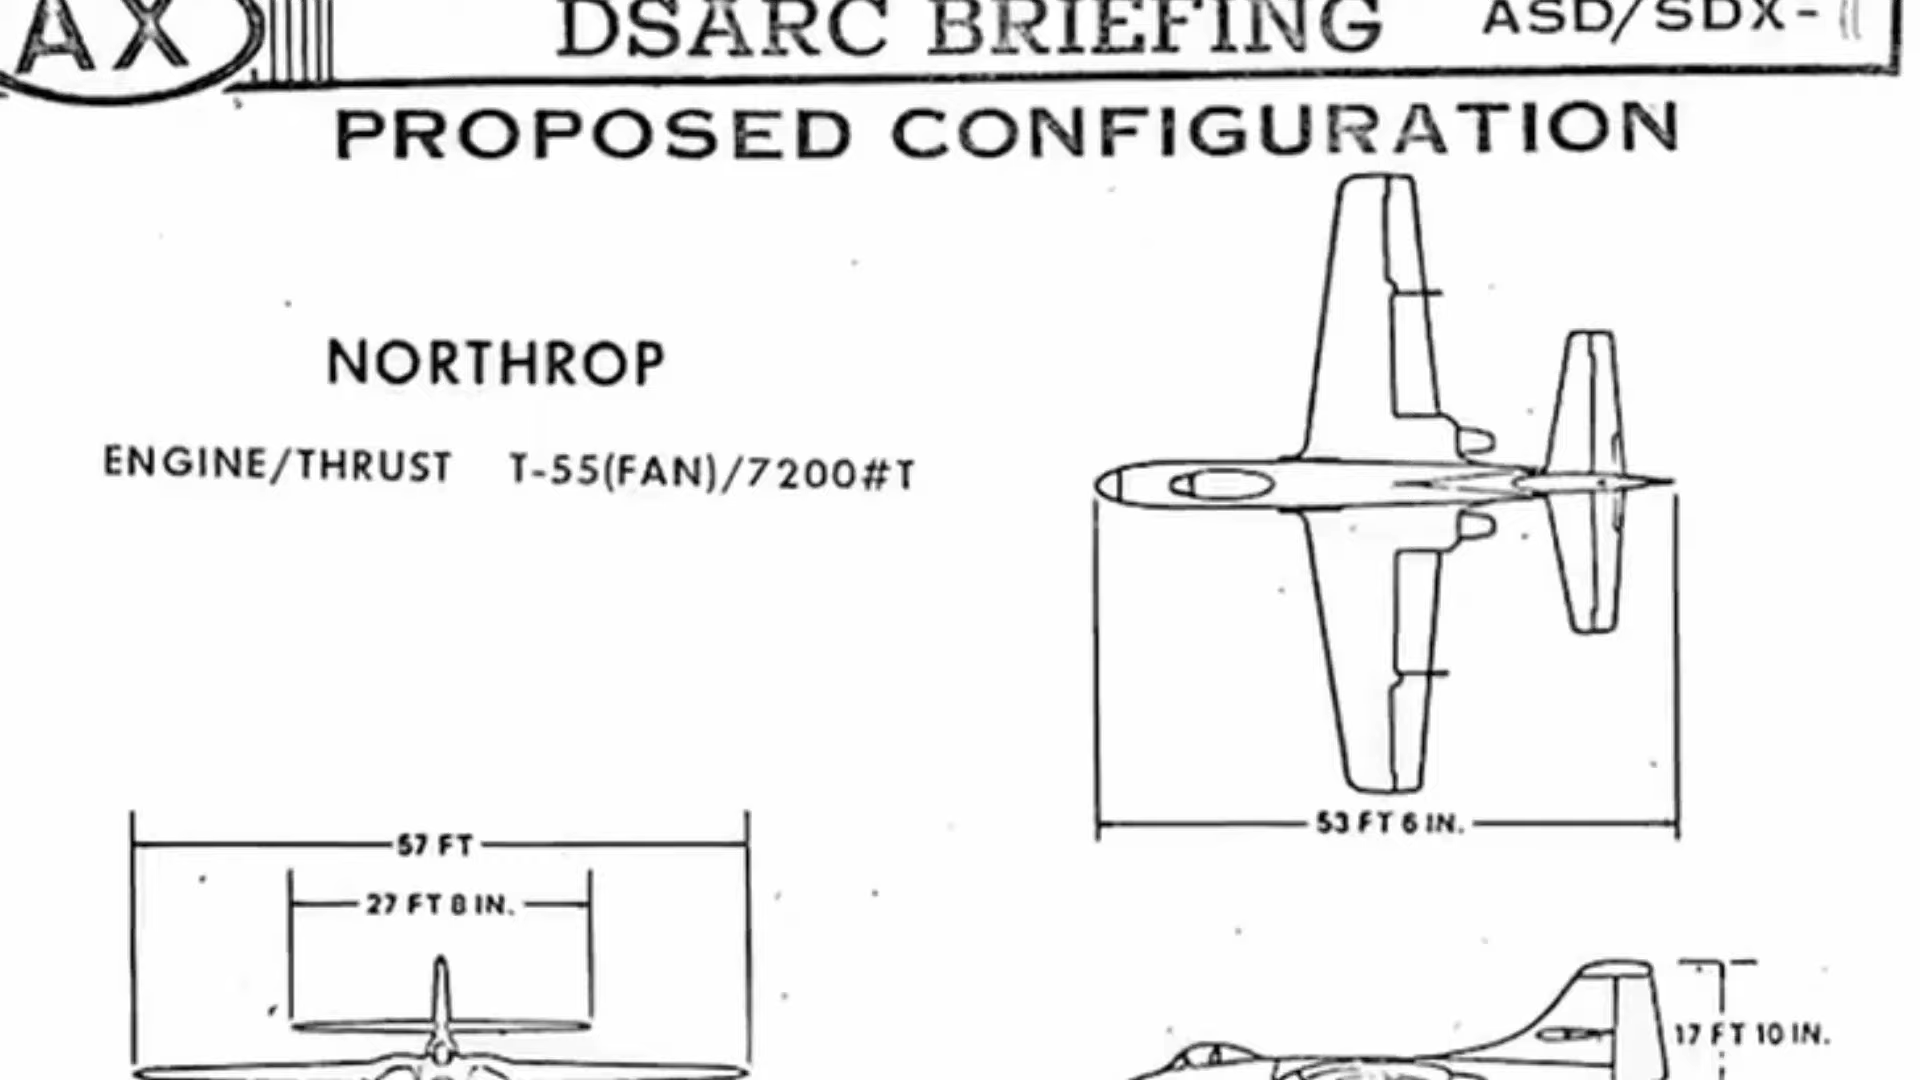 AX
DSARC BRIEFING
ASD/SDX-
PROPOSED CONFIGURATION
NORTHROP
ENGINE/THRUST T-55(FAN)/7200#T
53 FT 6 IN.
57 FT
27 FT 8 IN.
17 FT 10 IN.